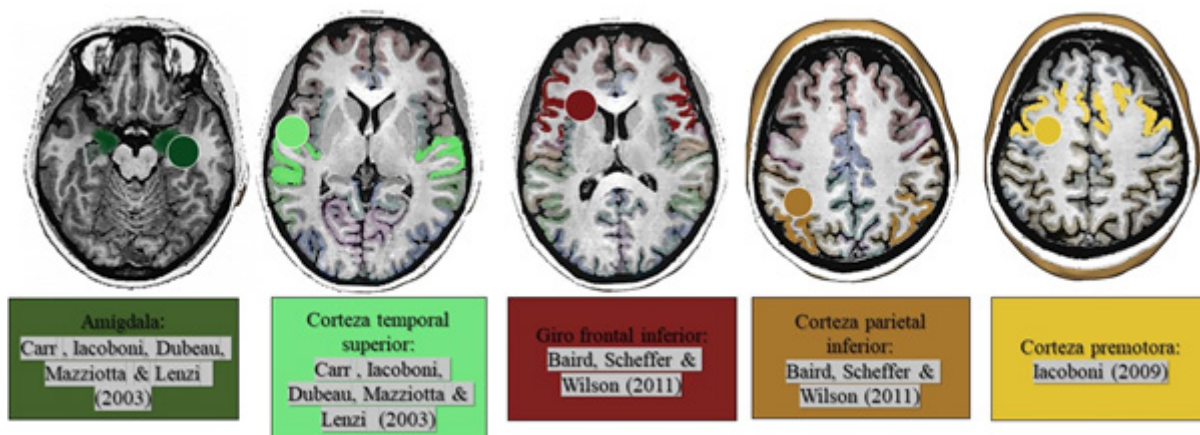 Amigdala:
Carr , Iacoboni, Dubeau,
Mazziotta & Lenzi
(2003)
Corteza temporal
superior:
Carr , Iacoboni,
Dubeau, Mazziotta &
Lenzi (2003)
Giro frontal inferior:
Baird, Scheffer &
Wilson (2011)
Corteza parietal
inferior:
Baird, Scheffer &
Wilson (2011)
Corteza premotora:
Iacoboni (2009)